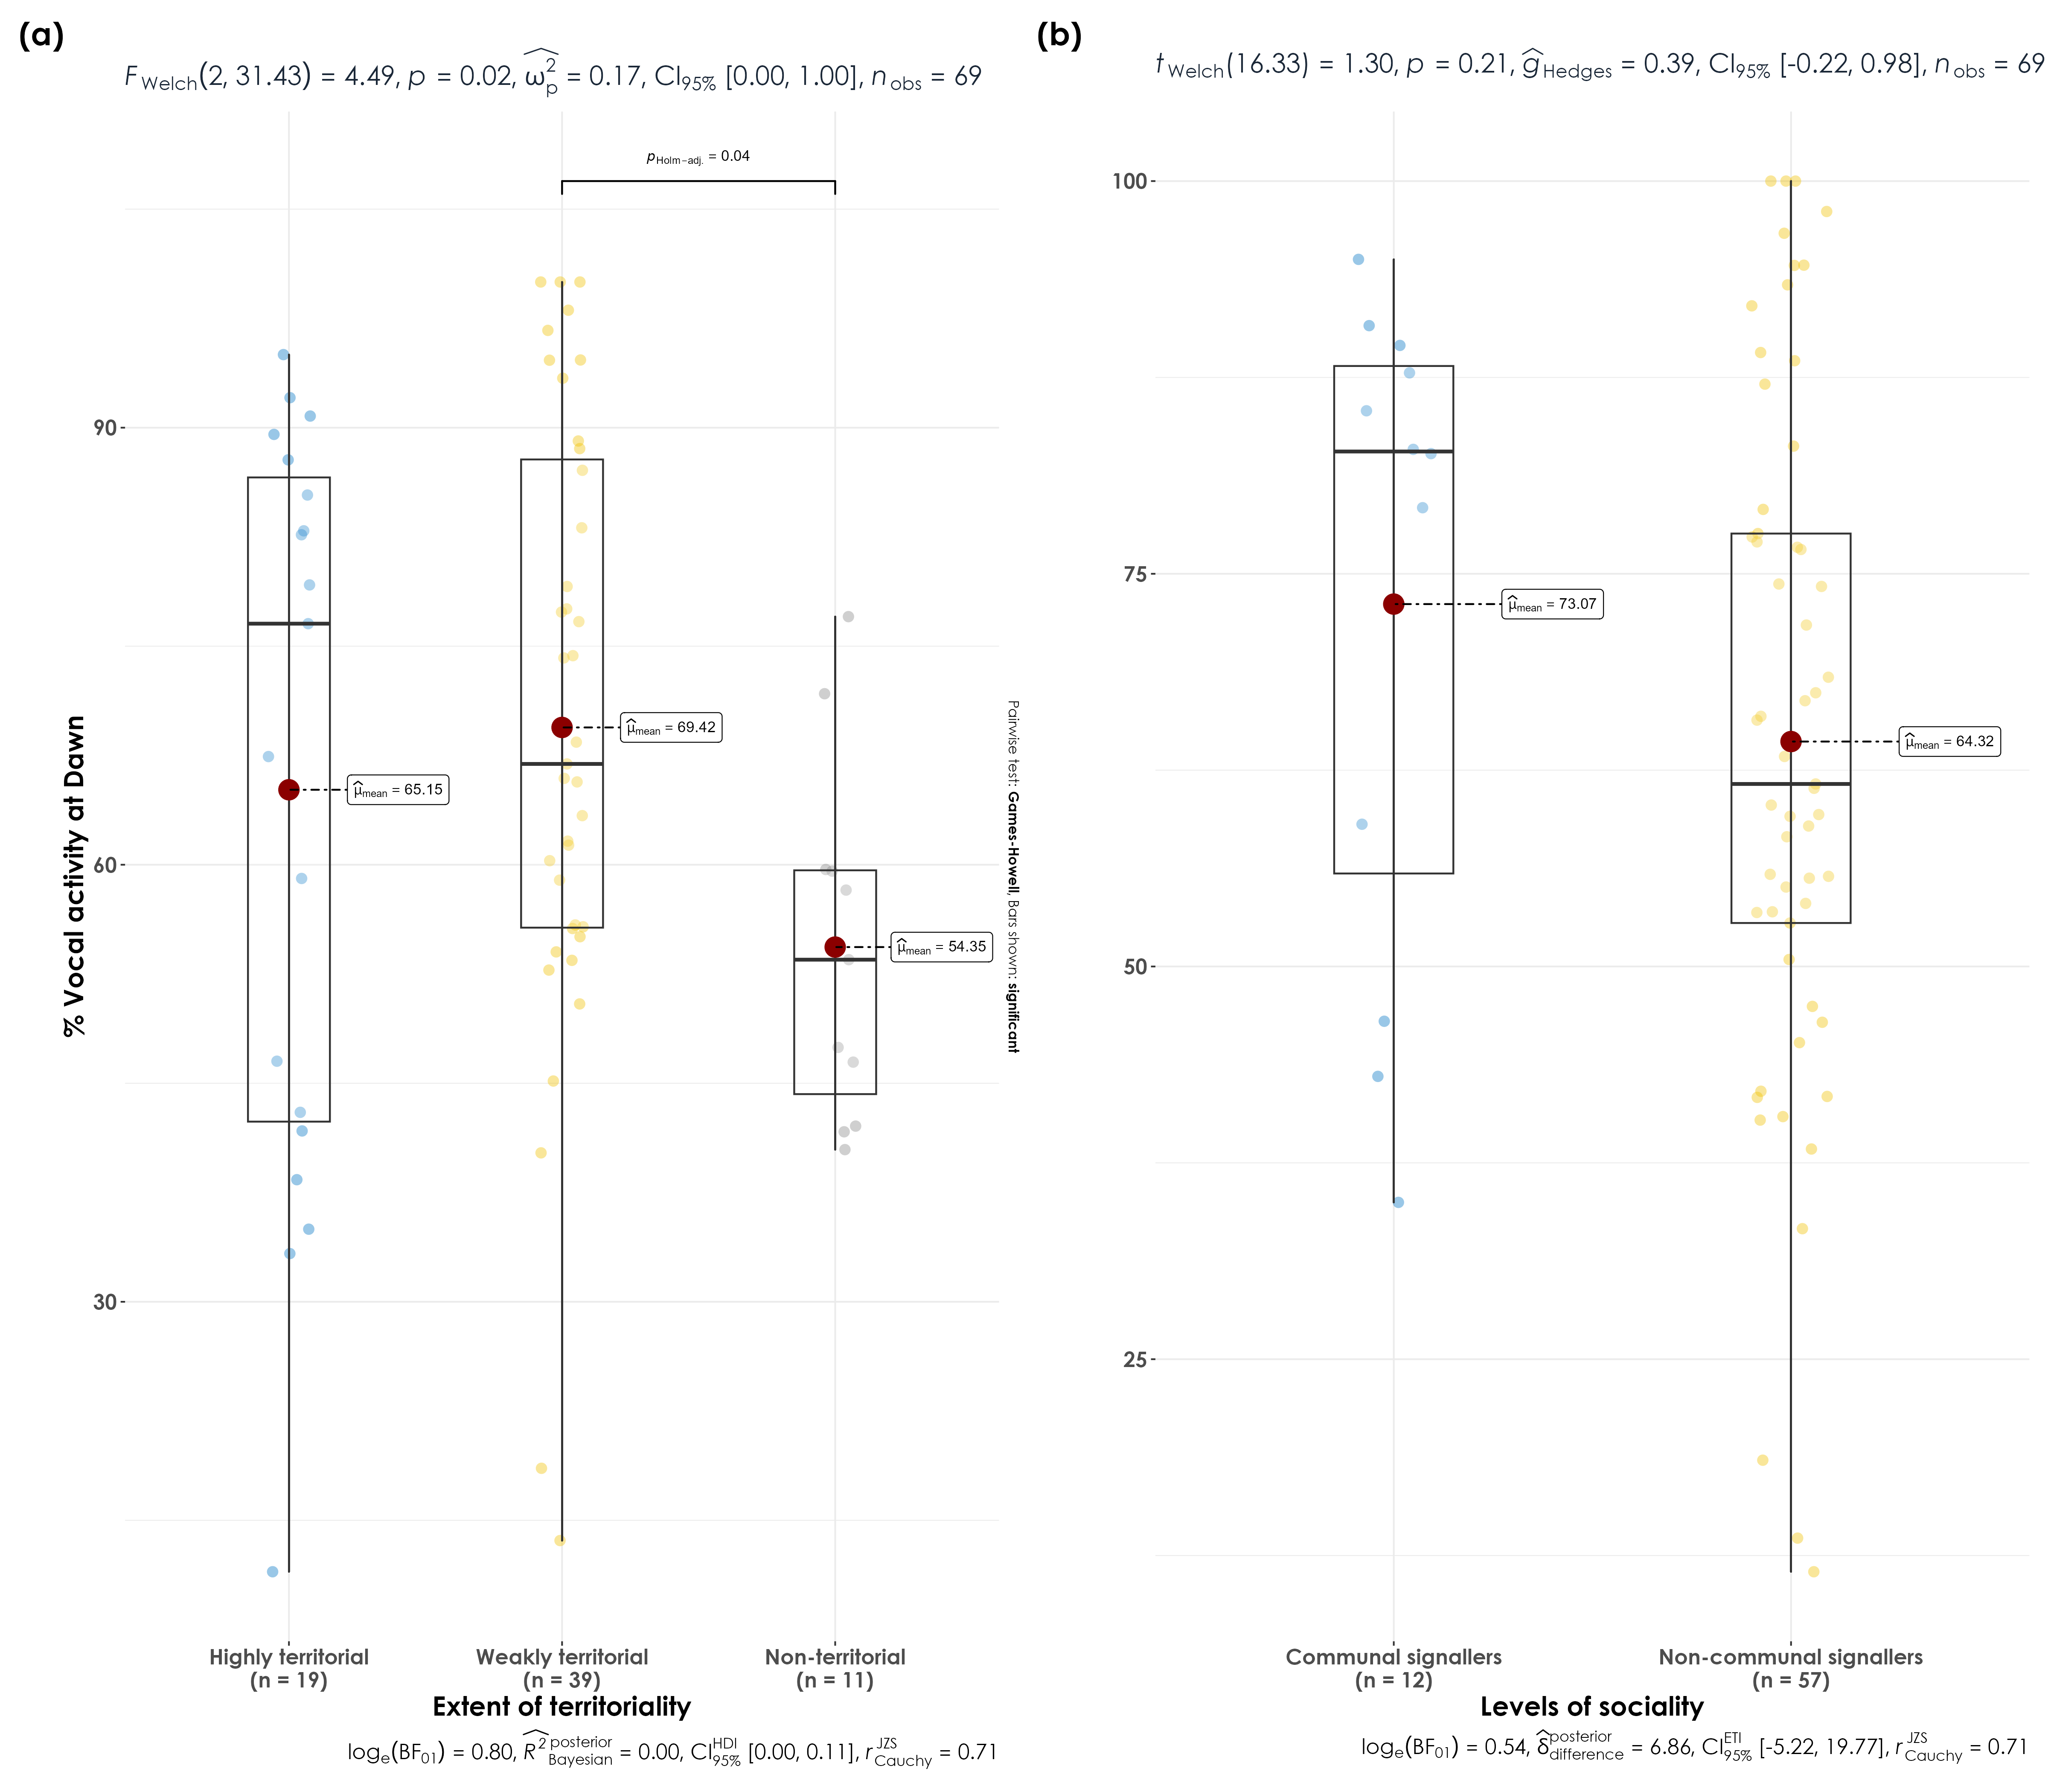 (a)
F Welch(2, 31.43) = 4.49, p = 0.02, ω̂²p = 0.17, CI95% [0.00, 1.00], nobs = 69
pHolm−adj. = 0.04
% Vocal activity at Dawn
90
60
30
μ̂mean = 65.15
μ̂mean = 69.42
μ̂mean = 54.35
Pairwise test: Games-Howell, Bars shown: significant
Highly territorial
(n = 19)
Weakly territorial
(n = 39)
Non-territorial
(n = 11)
Extent of territoriality
loge(BF01) = 0.80, R̂² posterior Bayesian = 0.00, CI HDI 95% [0.00, 0.11], r JZS Cauchy = 0.71
(b)
t Welch(16.33) = 1.30, p = 0.21, ĝHedges = 0.39, CI95% [-0.22, 0.98], nobs = 69
100
75
50
25
μ̂mean = 73.07
μ̂mean = 64.32
Communal signallers
(n = 12)
Non-communal signallers
(n = 57)
Levels of sociality
loge(BF01) = 0.54, δ̂ posterior difference = 6.86, CI ETI 95% [-5.22, 19.77], r JZS Cauchy = 0.71